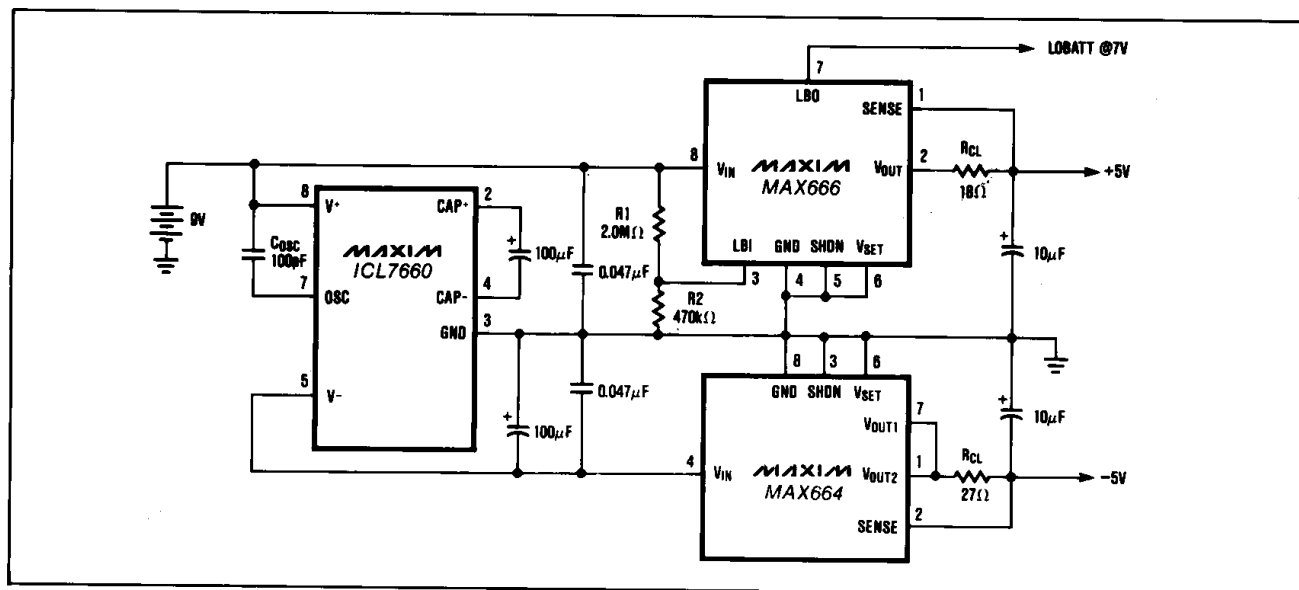 LOBATT @7V
7
LBO
SENSE
1
8
VIN
MAXIM
MAX666
VOUT
2
RCL
18Ω
+5V
R1
2.0MΩ
LBI
GND
SHDN
VSET
3
4
5
6
+
10µF
9V
8
V+
CAP+
2
COSC
100pF
MAXIM
ICL7660
+
100µF
0.047µF
7
OSC
CAP-
4
R2
470kΩ
GND
3
5
V-
+
100µF
0.047µF
8
3
6
GND
SHDN
VSET
+
10µF
7
VOUT1
4
VIN
MAXIM
MAX664
VOUT2
1
RCL
27Ω
-5V
SENSE
2